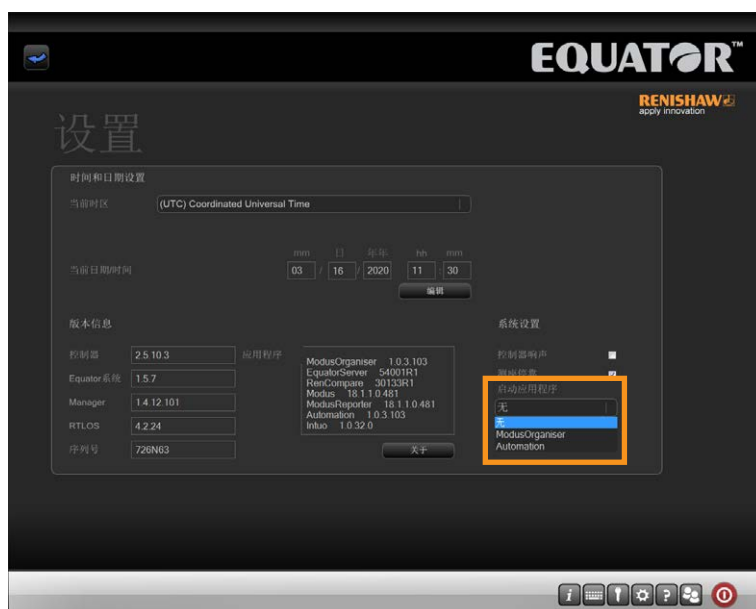 EQUATOR™
RENISHAW
apply innovation
设置
时间和日期设置
当前时区 (UTC) Coordinated Universal Time
mm 日 年年 hh mm
当前日期/时间 03 / 16 / 2020 11 : 30
编辑
版本信息
系统设置
控制器 2.5.10.3
Equator系统 1.5.7
Manager 1.4.12.101
RTLOS 4.2.24
序列号 726N63
应用程序
ModusOrganiser 1.0.3.103
EquatorServer 54001R1
RenCompare 30133R1
Modus 18.1.1.0.481
ModusReporter 18.1.1.0.481
Automation 1.0.3.103
Intuo 1.0.32.0
关于
控制器响声
启动应用程序
无
无
ModusOrganiser
Automation